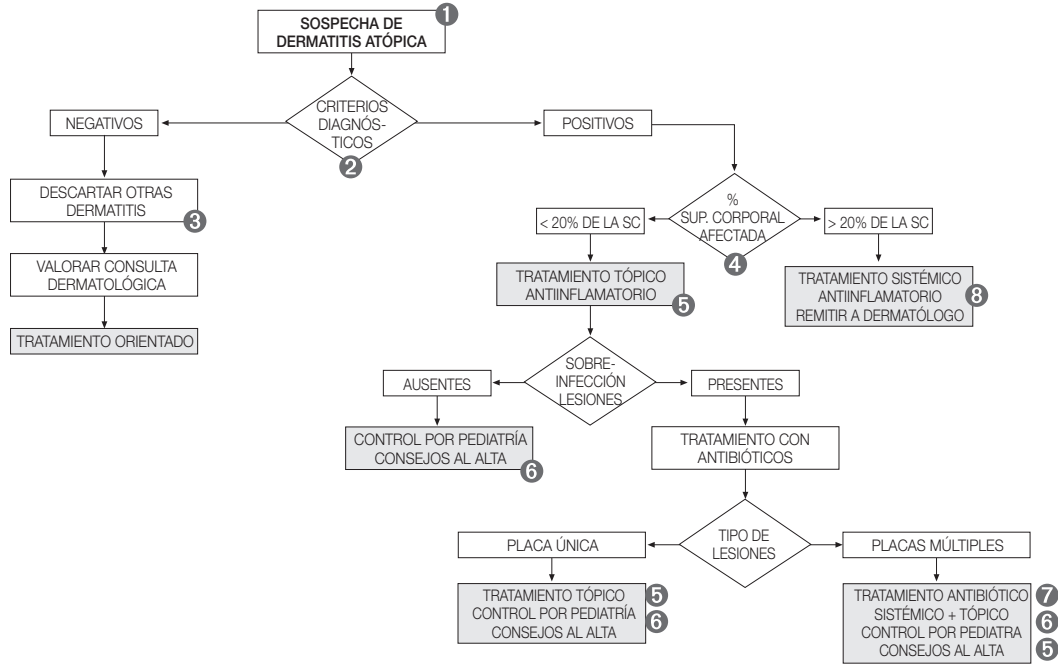 1
SOSPECHA DE
DERMATITIS ATÓPICA
CRITERIOS
DIAGNÓS-
TICOS
2
NEGATIVOS
POSITIVOS
DESCARTAR OTRAS
DERMATITIS
3
VALORAR CONSULTA
DERMATOLÓGICA
TRATAMIENTO ORIENTADO
%
SUP. CORPORAL
AFECTADA
4
< 20% DE LA SC
> 20% DE LA SC
TRATAMIENTO TÓPICO
ANTIINFLAMATORIO
5
TRATAMIENTO SISTÉMICO
ANTIINFLAMATORIO
REMITIR A DERMATÓLOGO
8
SOBRE-
INFECCIÓN
LESIONES
AUSENTES
PRESENTES
CONTROL POR PEDIATRÍA
CONSEJOS AL ALTA
6
TRATAMIENTO CON
ANTIBIÓTICOS
TIPO DE
LESIONES
PLACA ÚNICA
PLACAS MÚLTIPLES
TRATAMIENTO TÓPICO 5
CONTROL POR PEDIATRÍA 6
CONSEJOS AL ALTA
TRATAMIENTO ANTIBIÓTICO 7
SISTÉMICO + TÓPICO 6
CONTROL POR PEDIATRA
CONSEJOS AL ALTA 5